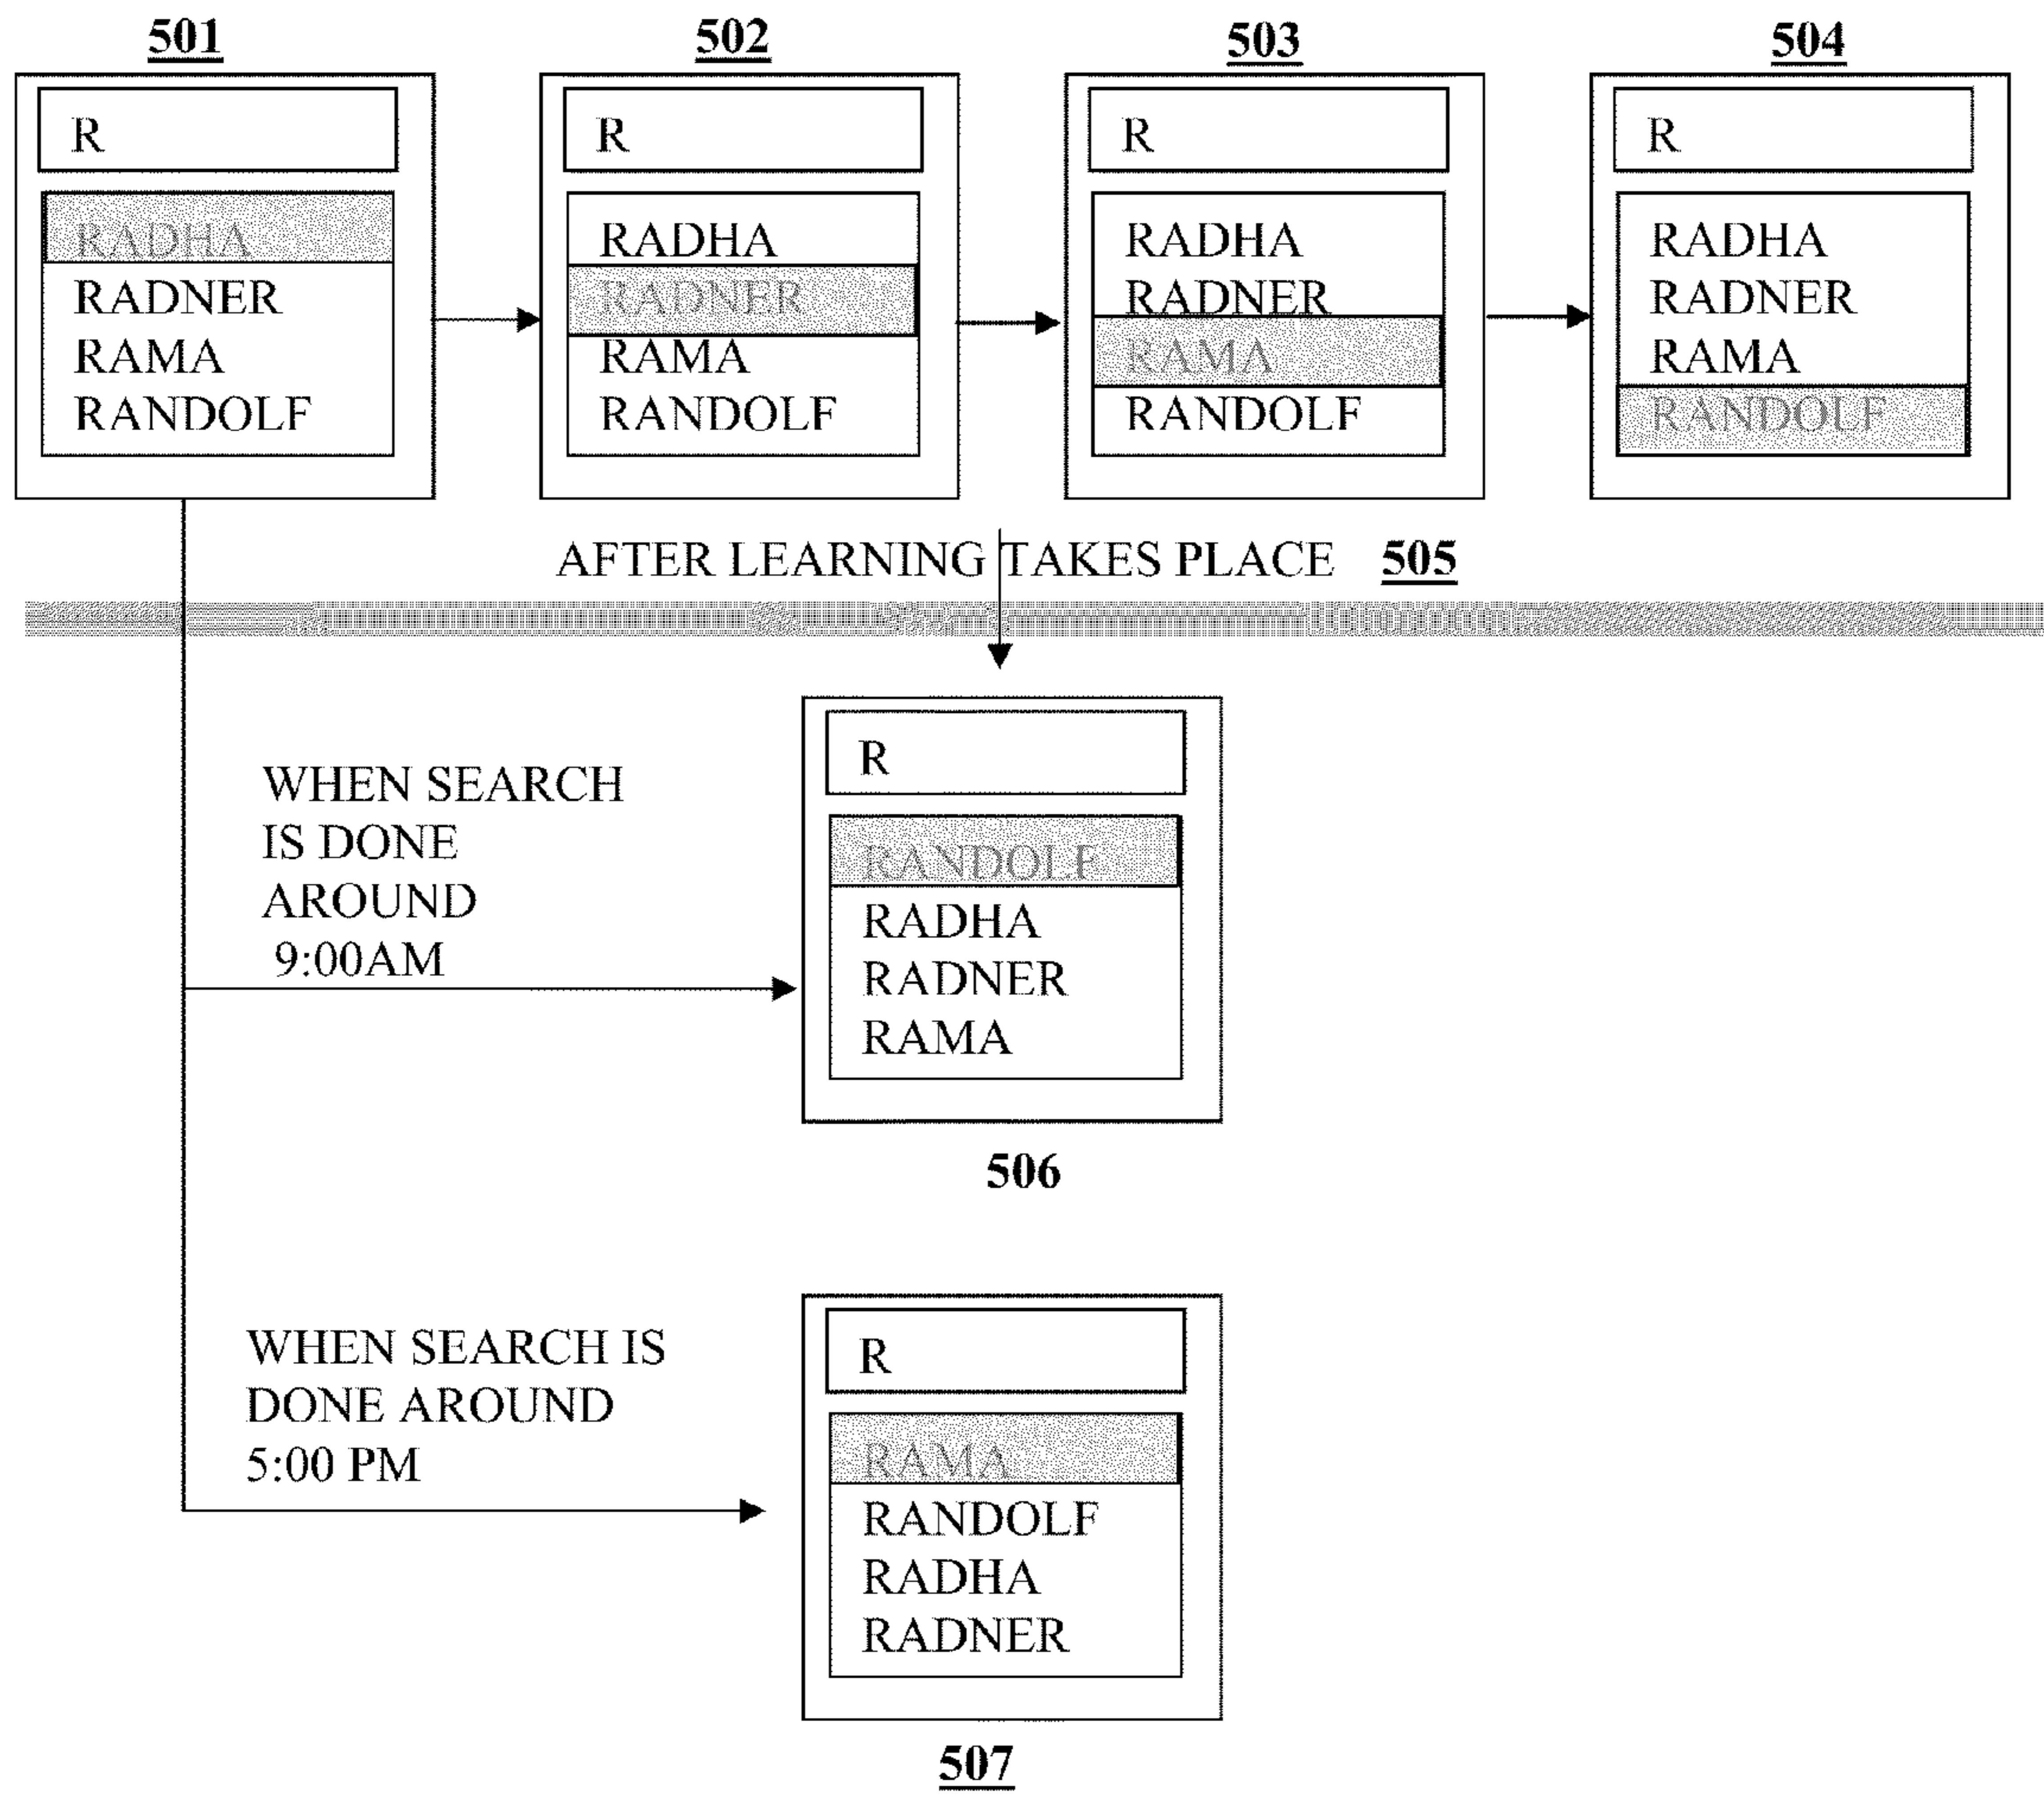 501
R
RADHA
RADNER
RAMA
RANDOLF
502
R
RADHA
RADNER
RAMA
RANDOLF
503
R
RADHA
RADNER
RAMA
RANDOLF
504
R
RADHA
RADNER
RAMA
RANDOLF
AFTER LEARNING TAKES PLACE 505
WHEN SEARCH
IS DONE
AROUND
9:00AM
R
RANDOLF
RADHA
RADNER
RAMA
506
WHEN SEARCH IS
DONE AROUND
5:00 PM
R
RAMA
RANDOLF
RADHA
RADNER
507